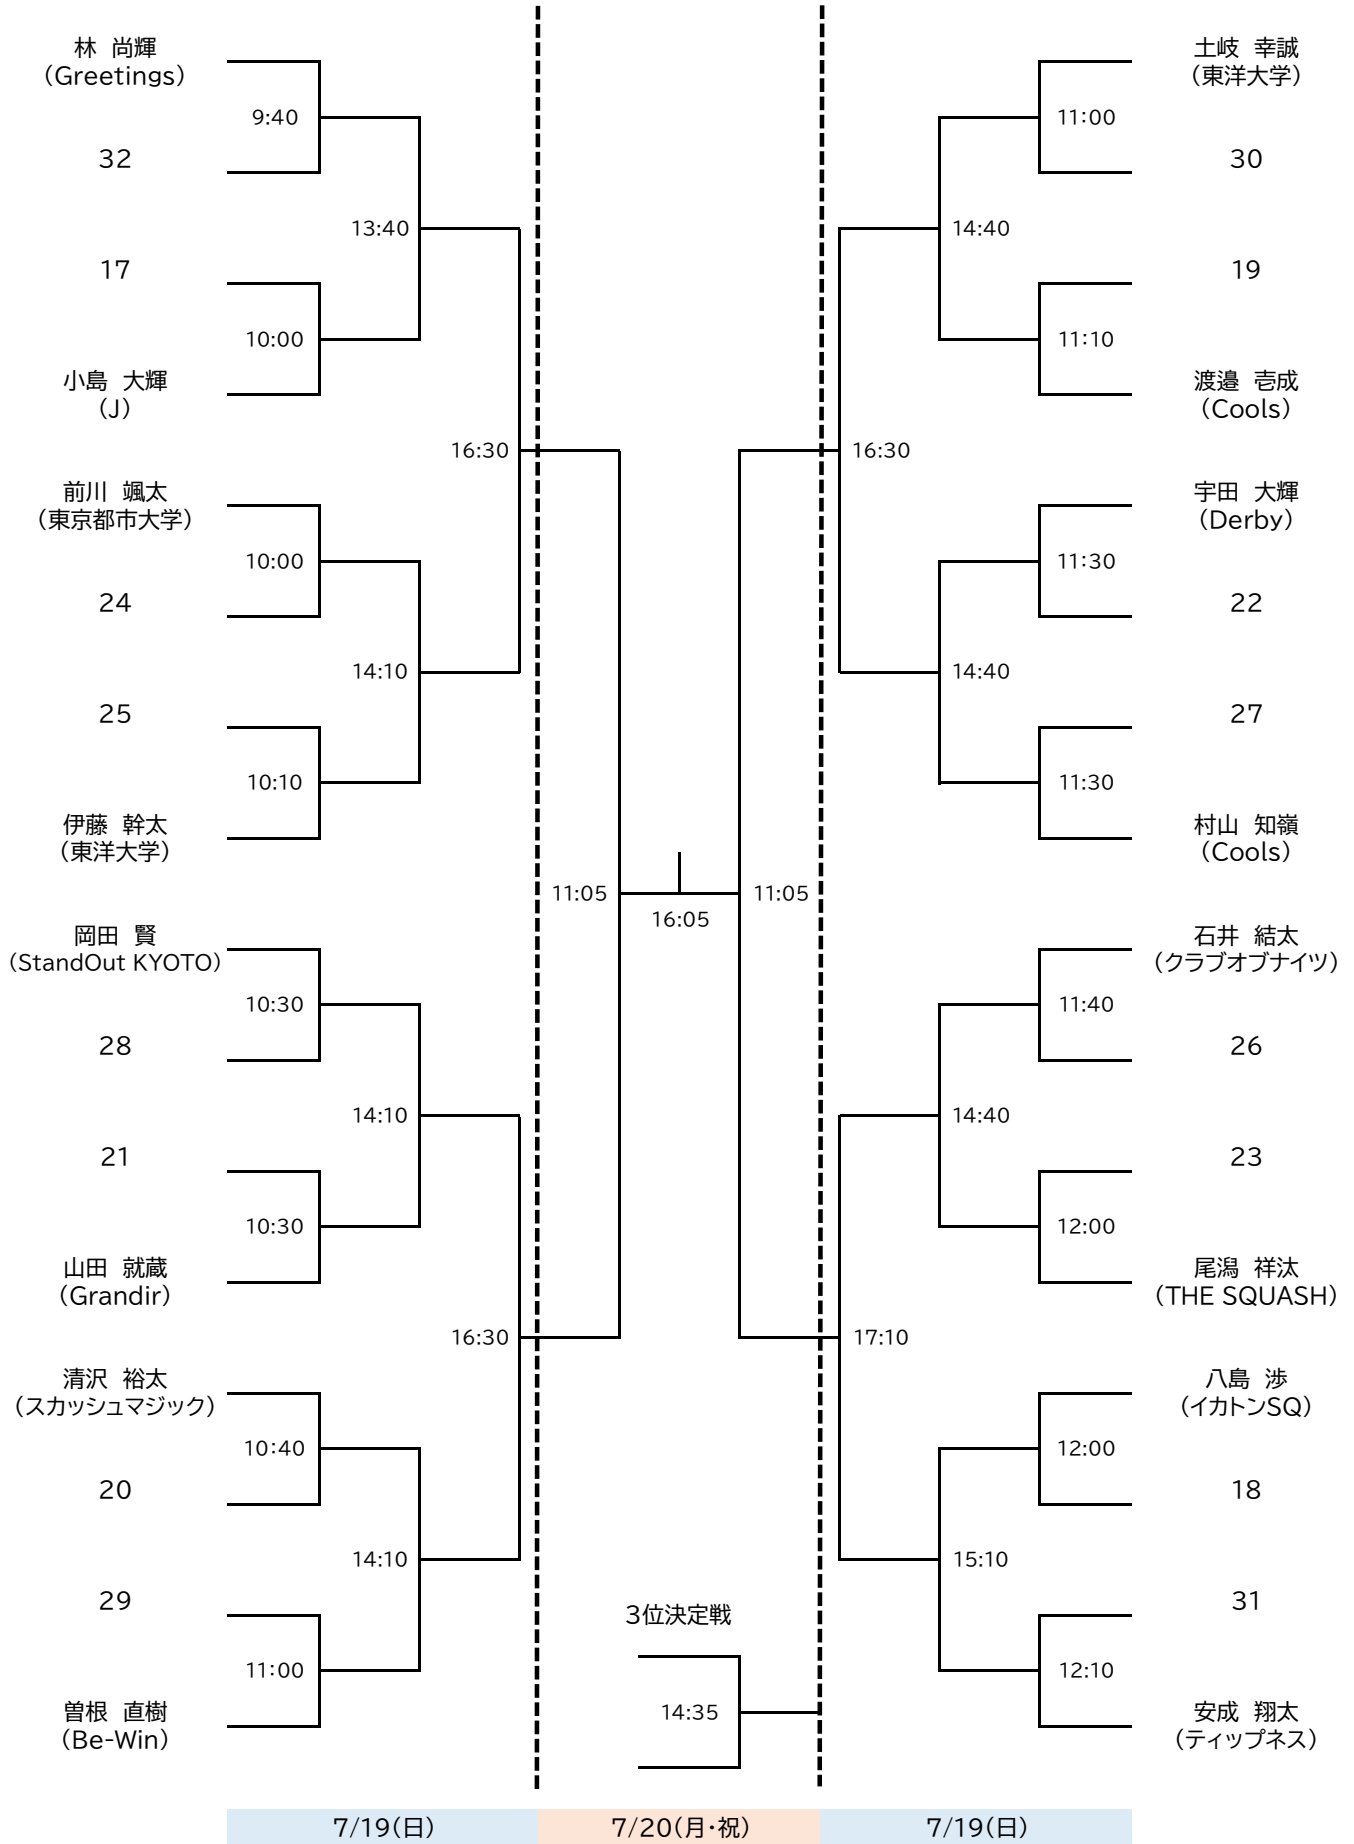 林 尚輝
(Greetings)
9:40
32
13:40
17
10:00
小島 大輝
(J)
16:30
前川 颯太
(東京都市大学)
10:00
24
14:10
25
10:10
伊藤 幹太
(東洋大学)
11:05
岡田 賢
(StandOut KYOTO)
10:30
28
14:10
21
10:30
山田 就蔵
(Grandir)
16:30
清沢 裕太
(スカッシュマジック)
10:40
20
14:10
29
11:00
曽根 直樹
(Be-Win)
16:05
3位決定戦
14:35
土岐 幸誠
(東洋大学)
11:00
30
14:40
19
11:10
渡邉 壱成
(Cools)
16:30
宇田 大輝
(Derby)
11:30
22
14:40
27
11:30
村山 知嶺
(Cools)
11:05
石井 結太
(クラブオブナイツ)
11:40
26
14:40
23
12:00
尾潟 祥汰
(THE SQUASH)
17:10
八島 渉
(イカトンSQ)
12:00
18
15:10
31
12:10
安成 翔太
(ティップネス)
7/19(日)
7/20(月・祝)
7/19(日)